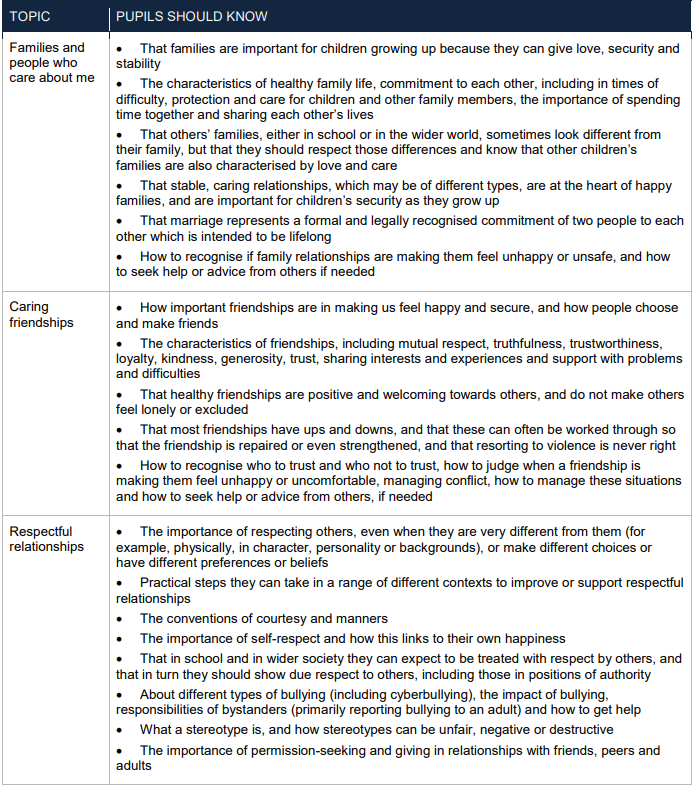 TOPIC PUPILS SHOULD KNOW
Families and
people who
care about me
• That families are important for children growing up because they can give love, security and
stability
• The characteristics of healthy family life, commitment to each other, including in times of
difficulty, protection and care for children and other family members, the importance of spending
time together and sharing each other's lives
• That others' families, either in school or in the wider world, sometimes look different from
their family, but that they should respect those differences and know that other children's
families are also characterised by love and care
• That stable, caring relationships, which may be of different types, are at the heart of happy
families, and are important for children's security as they grow up
• That marriage represents a formal and legally recognised commitment of two people to each
other which is intended to be lifelong
• How to recognise if family relationships are making them feel unhappy or unsafe, and how
to seek help or advice from others if needed
Caring
friendships
• How important friendships are in making us feel happy and secure, and how people choose
and make friends
• The characteristics of friendships, including mutual respect, truthfulness, trustworthiness,
loyalty, kindness, generosity, trust, sharing interests and experiences and support with problems
and difficulties
• That healthy friendships are positive and welcoming towards others, and do not make others
feel lonely or excluded
• That most friendships have ups and downs, and that these can often be worked through so
that the friendship is repaired or even strengthened, and that resorting to violence is never right
• How to recognise who to trust and who not to trust, how to judge when a friendship is
making them feel unhappy or uncomfortable, managing conflict, how to manage these situations
and how to seek help or advice from others, if needed
Respectful
relationships
• The importance of respecting others, even when they are very different from them (for
example, physically, in character, personality or backgrounds), or make different choices or
have different preferences or beliefs
• Practical steps they can take in a range of different contexts to improve or support respectful
relationships
• The conventions of courtesy and manners
• The importance of self-respect and how this links to their own happiness
• That in school and in wider society they can expect to be treated with respect by others, and
that in turn they should show due respect to others, including those in positions of authority
• About different types of bullying (including cyberbullying), the impact of bullying,
responsibilities of bystanders (primarily reporting bullying to an adult) and how to get help
• What a stereotype is, and how stereotypes can be unfair, negative or destructive
• The importance of permission-seeking and giving in relationships with friends, peers and
adults